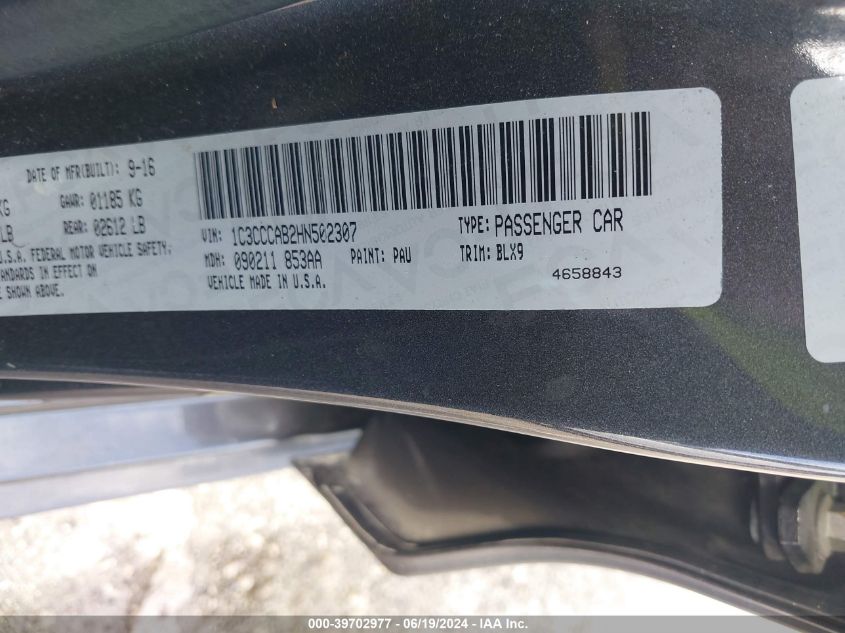 DATE OF MFR(BUILT): 9-16
KG GAWR: 01185 KG
LB REAR: 02612 LB
U.S.A. FEDERAL MOTOR VEHICLE SAFETY,
STANDARDS IN EFFECT
SHOWN ABOVE.
VIN: 1C3CCCAB2HN502307
TYPE: PASSENGER CAR
MDH: 090211 853AA PAINT: PAU TRIM: BLX9
VEHICLE MADE IN U.S.A.
4658843
000-39702977 - 06/19/2024 - IAA Inc.